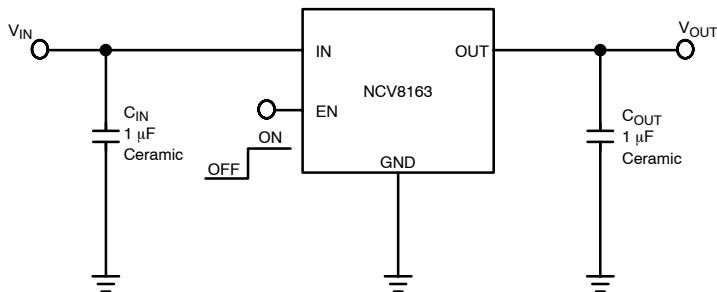 VIN
VOUT
IN
OUT
NCV8163
EN
CIN
1 μF
Ceramic
ON
OFF
GND
COUT
1 μF
Ceramic